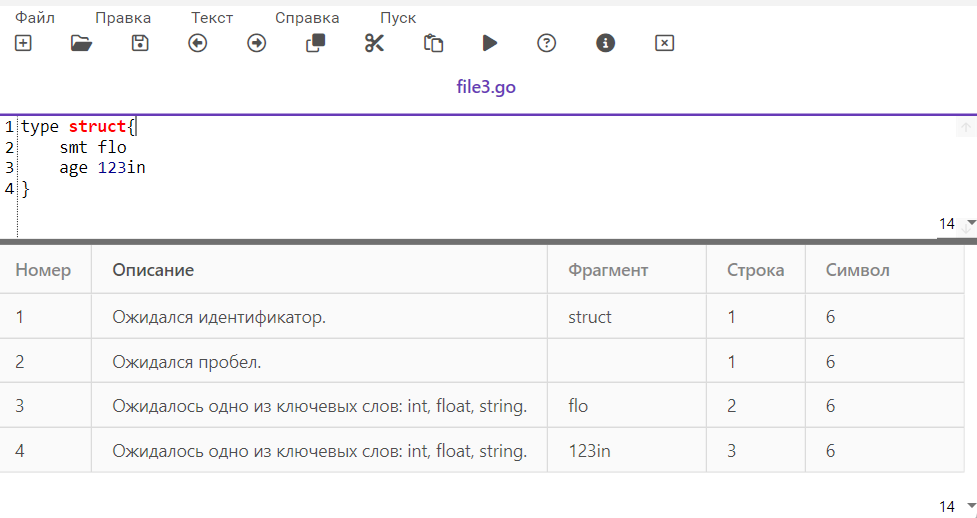 Файл Правка Текст Справка Пуск
file3.go
1 type struct{
2 smt flo
3 age 123in
4 }
14
Номер Описание Фрагмент Строка Символ
1 Ожидался идентификатор. struct 1 6
2 Ожидался пробел. 1 6
3 Ожидалось одно из ключевых слов: int, float, string. flo 2 6
4 Ожидалось одно из ключевых слов: int, float, string. 123in 3 6
14